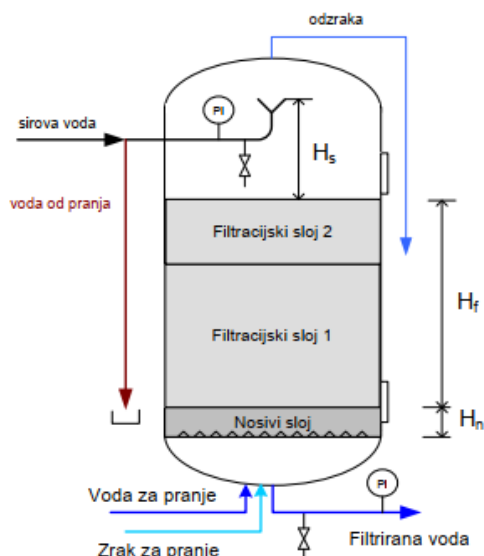 odzraka
PI
sirova voda
Hs
voda od pranja
Filtracijski sloj 2
Hf
Filtracijski sloj 1
Nosivi sloj
Hn
PI
Voda za pranje
Filtrirana voda
Zrak za pranje